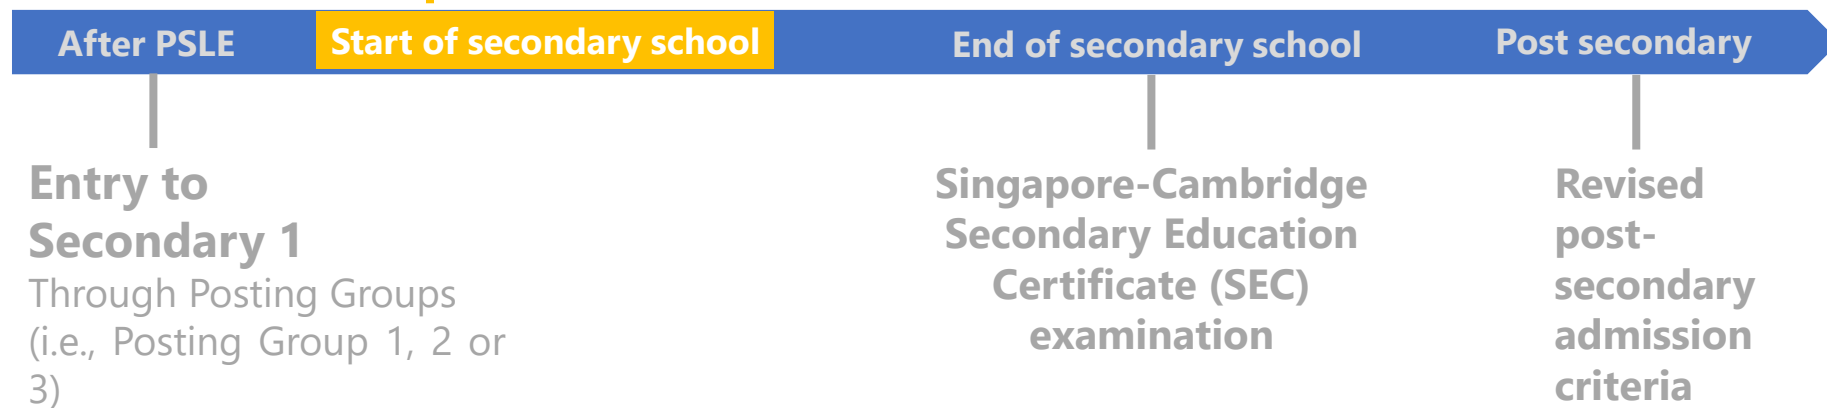 After PSLE
Start of secondary school
End of secondary school
Post secondary
Entry to
Secondary 1
Through Posting Groups
(i.e., Posting Group 1, 2 or
3)
Singapore-Cambridge
Secondary Education
Certificate (SEC)
examination
Revised
post-
secondary
admission
criteria